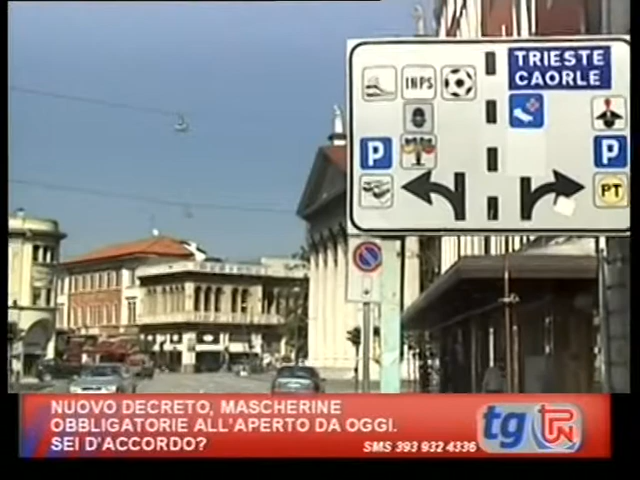 TRIESTE
CAORLE
INPS
P
P
PT
NUOVO DECRETO, MASCHERINE
OBBLIGATORIE ALL'APERTO DA OGGI.
SEI D'ACCORDO?
SMS 393 932 4336
tg TPN